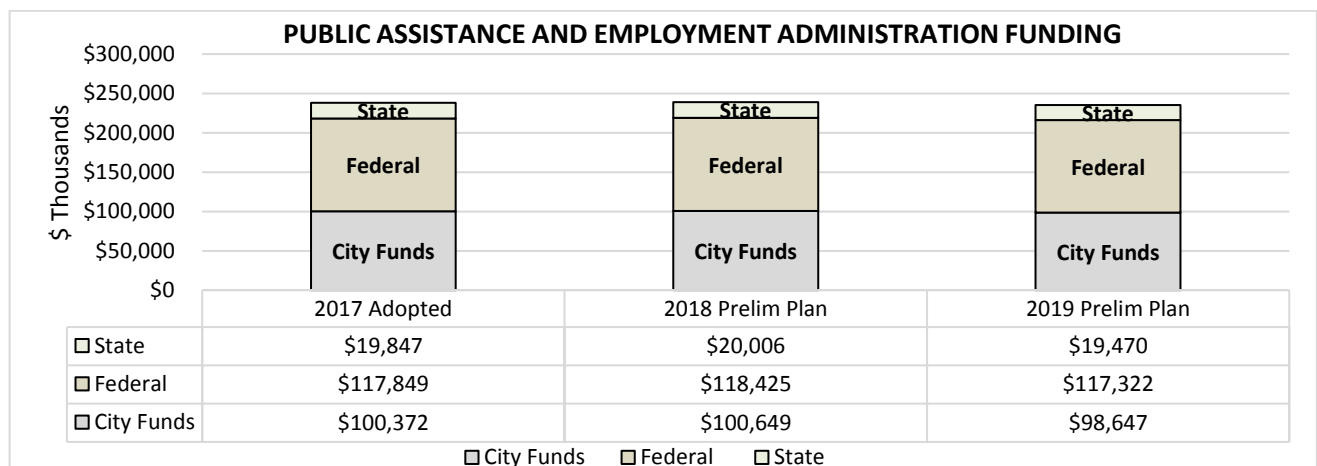 PUBLIC ASSISTANCE AND EMPLOYMENT ADMINISTRATION FUNDING
$ Thousands
$300,000
$250,000
$200,000
$150,000
$100,000
$50,000
$0
State
Federal
City Funds
State
Federal
City Funds
State
Federal
City Funds
2017 Adopted 2018 Prelim Plan 2019 Prelim Plan
State $19,847 $20,006 $19,470
Federal $117,849 $118,425 $117,322
City Funds $100,372 $100,649 $98,647
City Funds Federal State